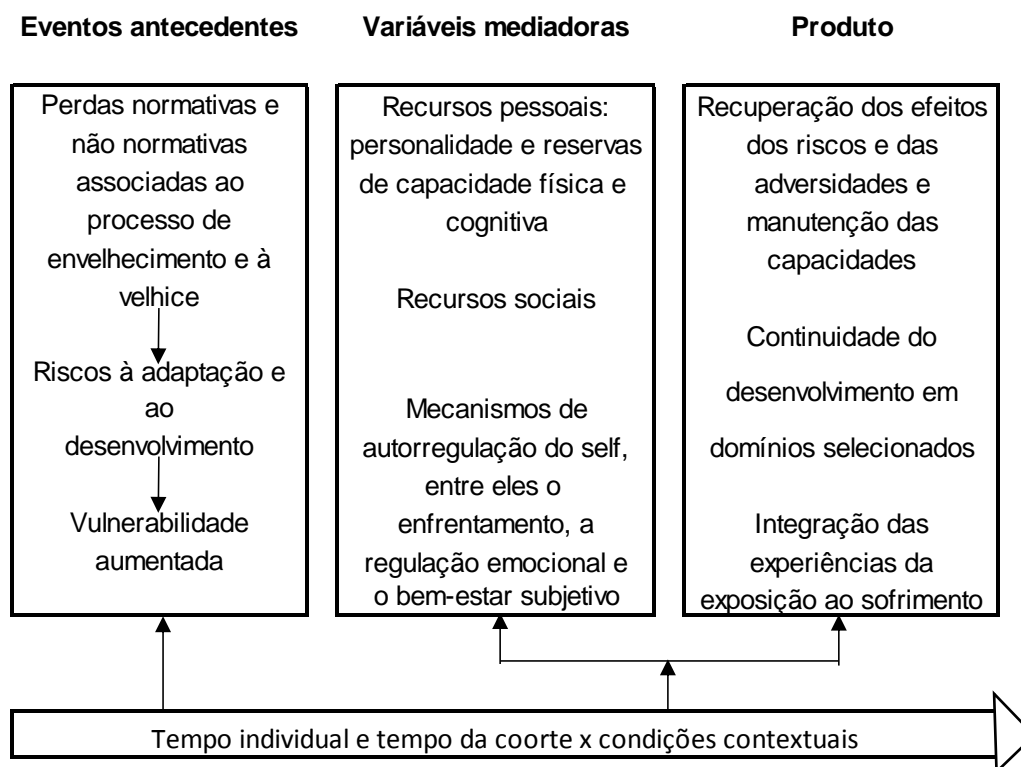 Eventos antecedentes
Variáveis mediadoras
Produto
Perdas normativas e
não normativas
associadas ao
processo de
envelhecimento e à
velhice
Riscos à adaptação e
ao
desenvolvimento
Vulnerabilidade
aumentada
Recursos pessoais:
personalidade e reservas
de capacidade física e
cognitiva
Recursos sociais
Mecanismos de
autorregulação do self,
entre eles o
enfrentamento, a
regulação emocional e
o bem-estar subjetivo
Recuperação dos efeitos
dos riscos e das
adversidades e
manutenção das
capacidades
Continuidade do
desenvolvimento em
domínios selecionados
Integração das
experiências da
exposição ao sofrimento
Tempo individual e tempo da coorte x condições contextuais